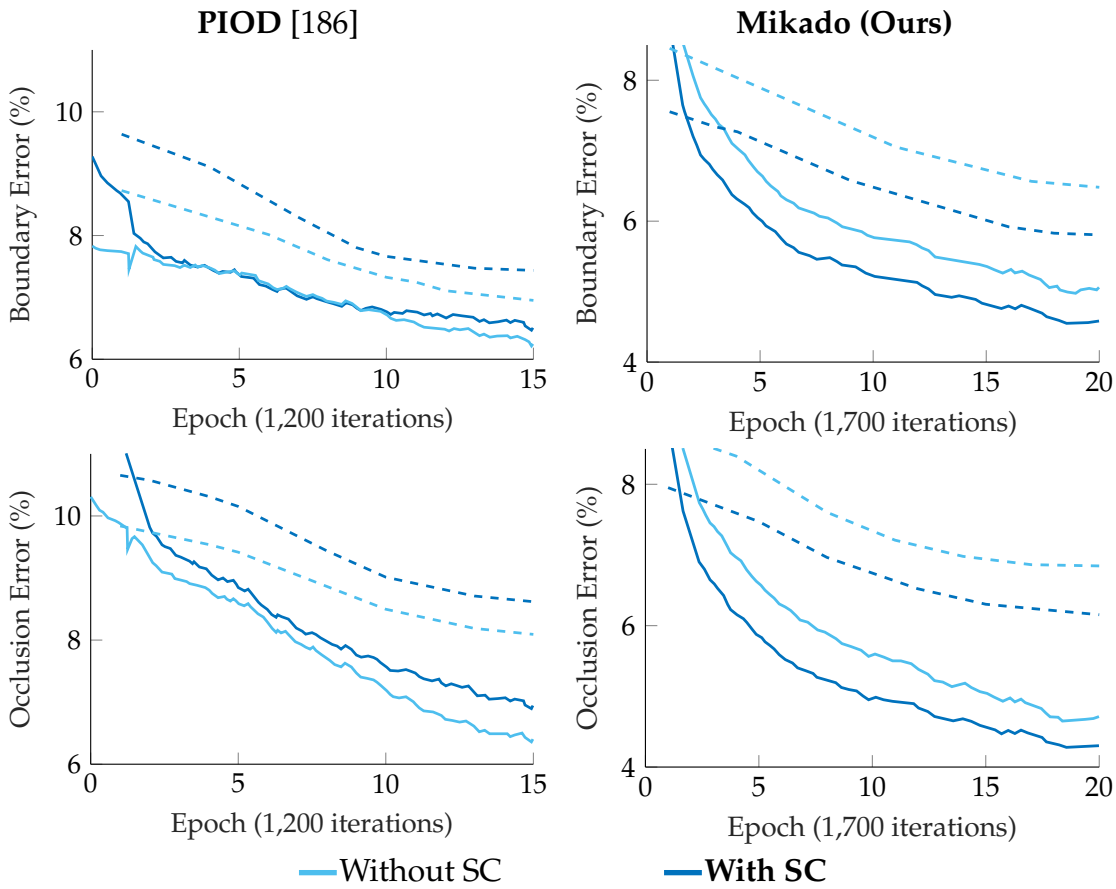 PIOD [186]
Mikado (Ours)
Boundary Error (%)
10
8
6
0
5
10
15
Epoch (1,200 iterations)
Boundary Error (%)
8
6
4
0
5
10
15
20
Epoch (1,700 iterations)
Occlusion Error (%)
10
8
6
0
5
10
15
Epoch (1,200 iterations)
Occlusion Error (%)
8
6
4
0
5
10
15
20
Epoch (1,700 iterations)
Without SC
With SC